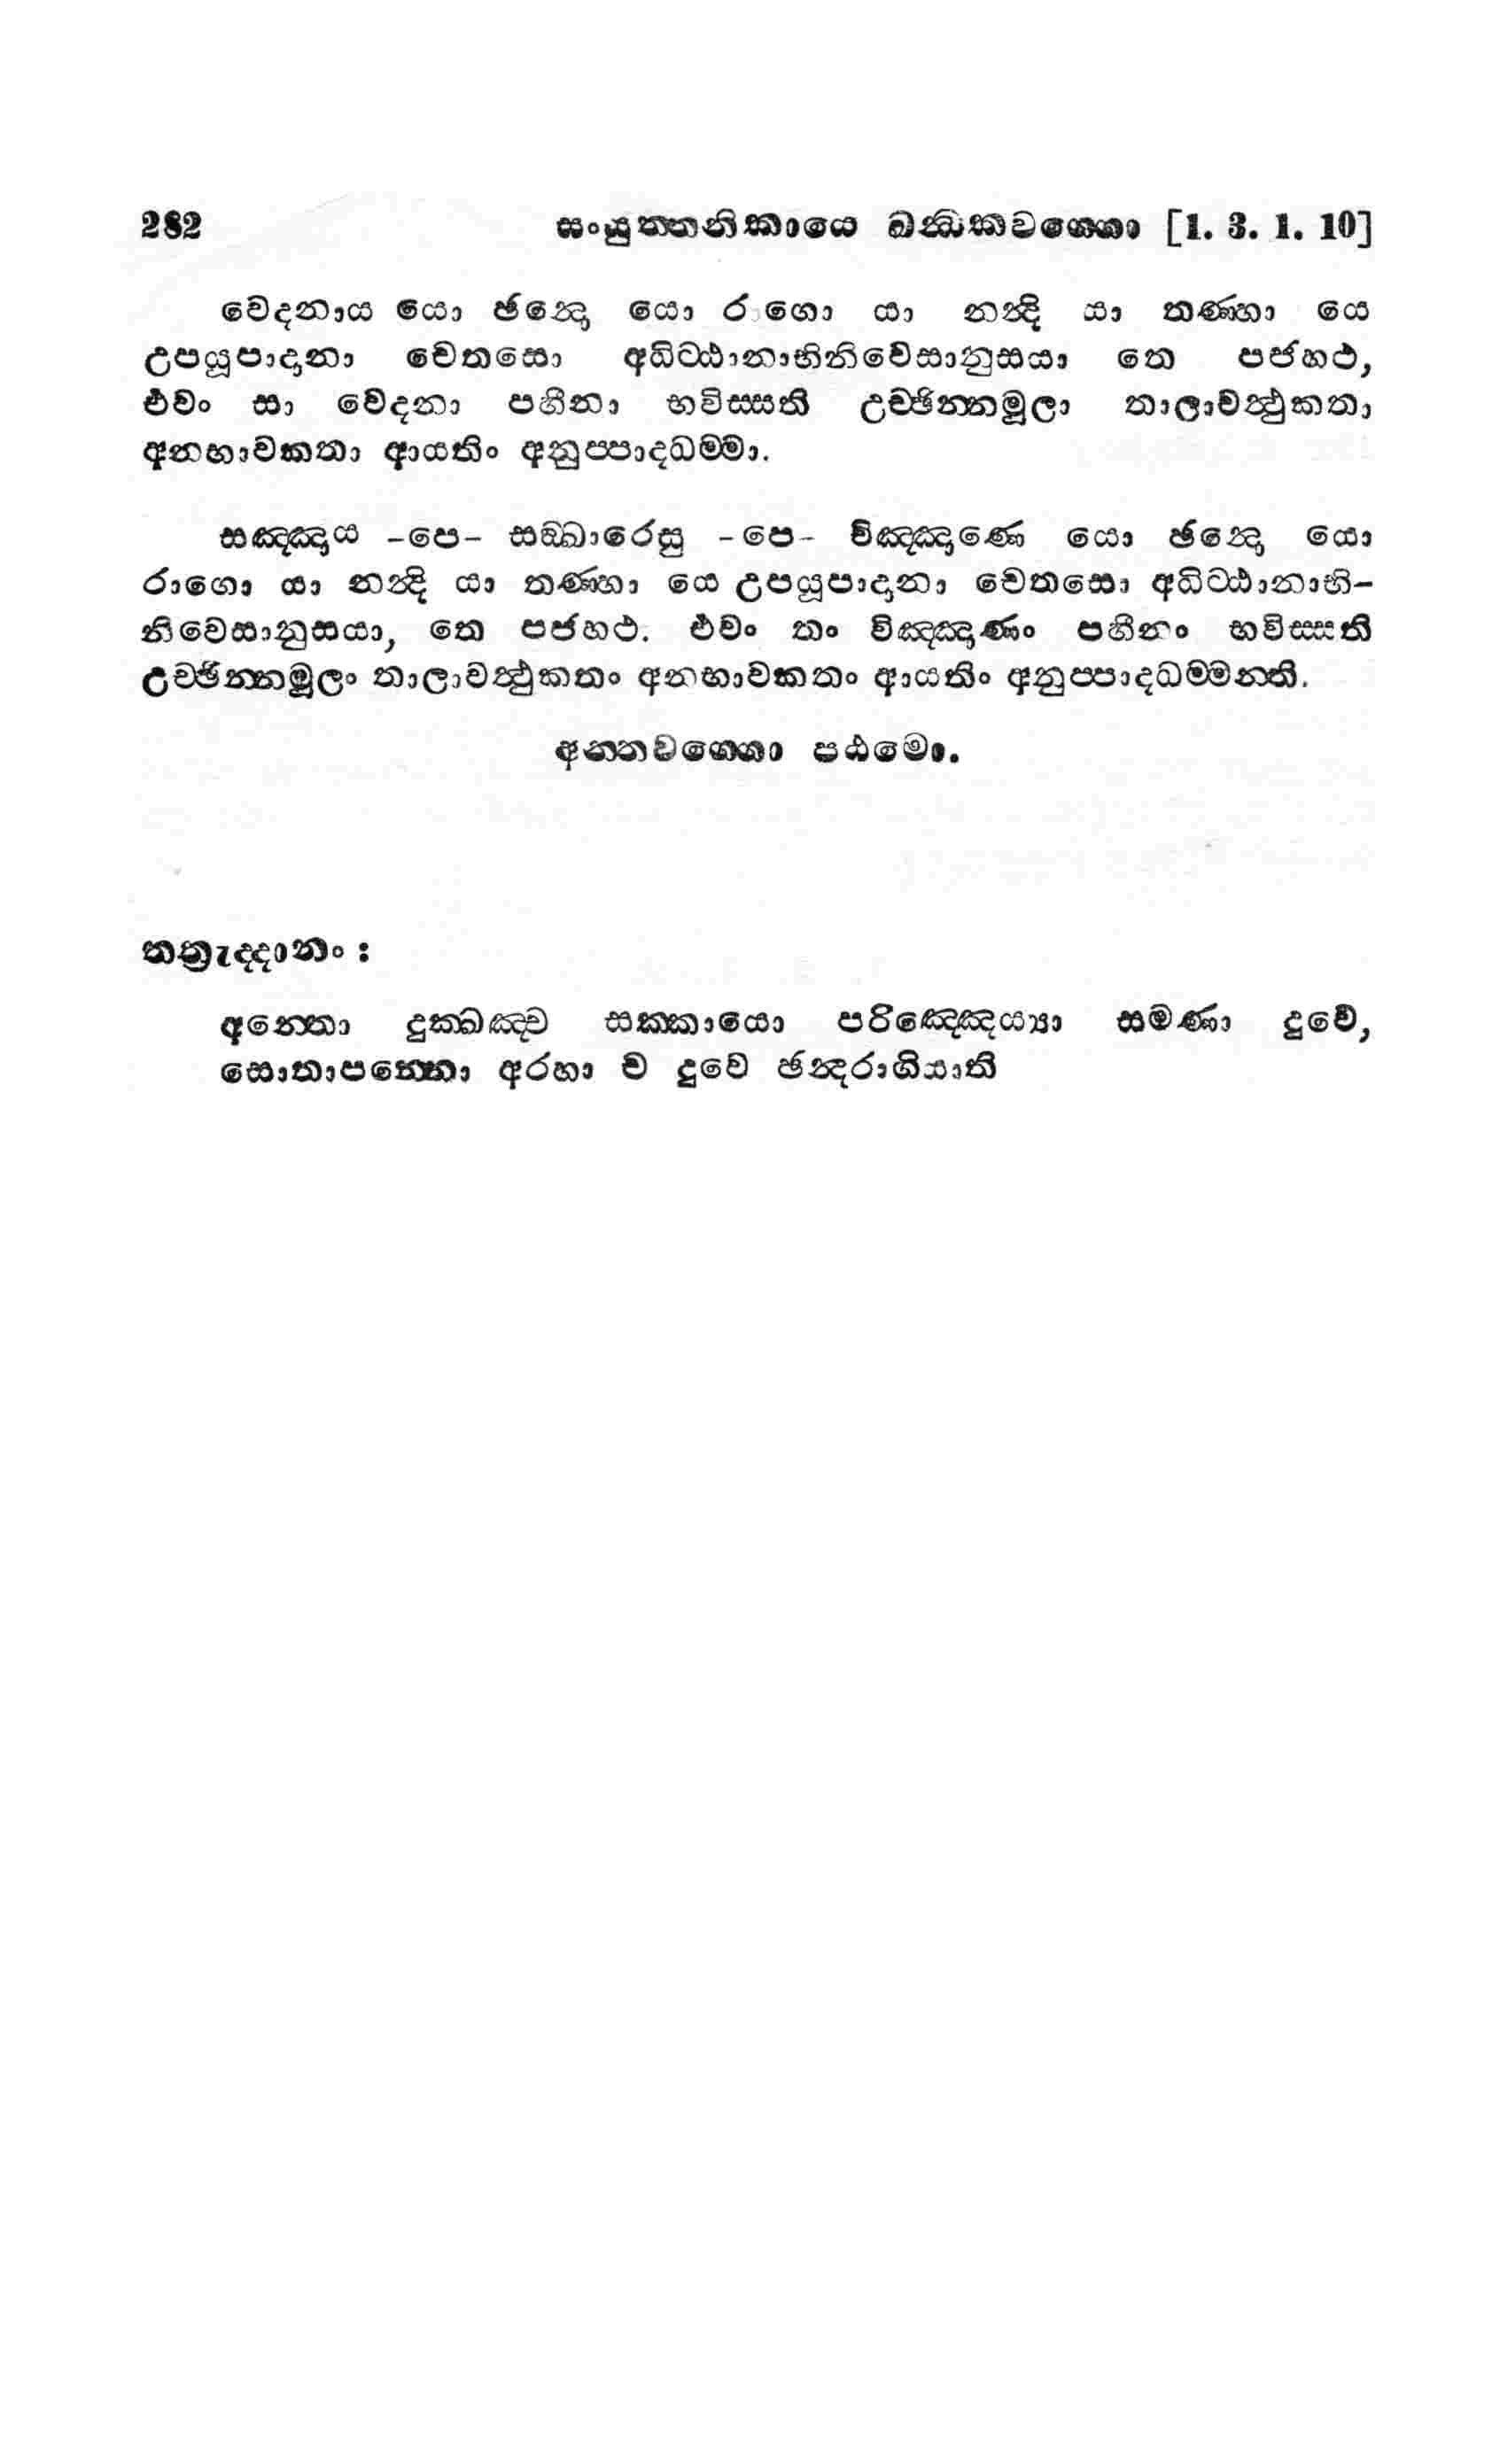 282 සංයුත්තනිකායෙ ඛන්ධකවග්ගො [1. 3. 1. 10]
වෙදනාය යො ඡන්දො යො රාගො යා නන්දි යා තණ්හා යෙ
උපයූපාදානා චෙතසො අධිට්ඨානාභිනිවෙසානුසයා තෙ පජහථ,
එවං සා වෙදනා පහීනා භවිස්සති උච්ඡින්නමූලා තාලාවත්ථුකතා
අනභාවකතා ආයතිං අනුප්පාදධම්මා.
සඤ්ඤාය -පෙ- සඞ්ඛාරෙසු -පෙ- විඤ්ඤාණෙ යො ඡන්දො යො
රාගො යා නන්දි යා තණ්හා යෙ උපයූපාදානා චෙතසො අධිට්ඨානාභි-
නිවෙසානුසයා, තෙ පජහථ. එවං තං විඤ්ඤාණං පහීනං භවිස්සති
උච්ඡින්නමූලං තාලාවත්ථුකතං අනභාවකතං ආයතිං අනුප්පාදධම්මන්ති.
අන්තවග්ගො පඨමො.
තත්‍රුද්දානං :
අන්තො දුක්ඛඤ්ච සක්කායො පරිඤ්ඤෙය්‍යා සමණා දුවෙ,
සොතාපන්නො අරහා ච දුවෙ ඡන්දරාගියාති